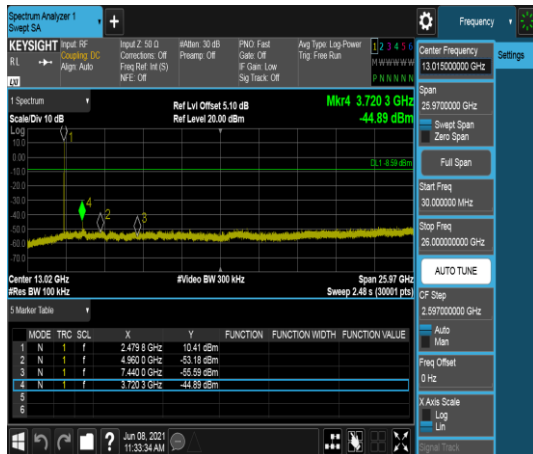 Spectrum Analyzer 1
Swept SA
+
Frequency
KEYSIGHT Input: RF Input Z: 50 Ω #Atten: 30 dB PNO: Fast Avg Type: Log-Power 1 2 3 4 5 6
RL Coupling: DC Corrections: Off Preamp: Off Gate: Off Trig: Free Run M W W W W W
Align: Auto Freq Ref: Int (S) IF Gain: Low P N N N N N
NFE: Off Sig Track: Off
LXI
Center Frequency
13.015000000 GHz
Settings
Span
25.9700000 GHz
Swept Span
Zero Span
Full Span
Start Freq
30.000000 MHz
Stop Freq
26.000000000 GHz
AUTO TUNE
CF Step
2.597000000 GHz
Auto
Man
Freq Offset
0 Hz
X Axis Scale
Log
Lin
Signal Track
1 Spectrum
Ref Lvl Offset 5.10 dB Mkr4 3.720 3 GHz
Scale/Div 10 dB Ref Level 20.00 dBm -44.89 dBm
Log
10.0
0.00
-10.0
-20.0
-30.0
-40.0
-50.0
-60.0
-70.0
1
DL1 -8.59 dBm
4
2
3
Center 13.02 GHz #Video BW 300 kHz Span 25.97 GHz
#Res BW 100 kHz Sweep 2.48 s (30001 pts)
5 Marker Table
MODE TRC SCL X Y FUNCTION FUNCTION WIDTH FUNCTION VALUE
1 N 1 f 2.479 8 GHz 10.41 dBm
2 N 1 f 4.960 0 GHz -53.18 dBm
3 N 1 f 7.440 0 GHz -55.59 dBm
4 N 1 f 3.720 3 GHz -44.89 dBm
5
6
?
Jun 08, 2021
11:33:34 AM